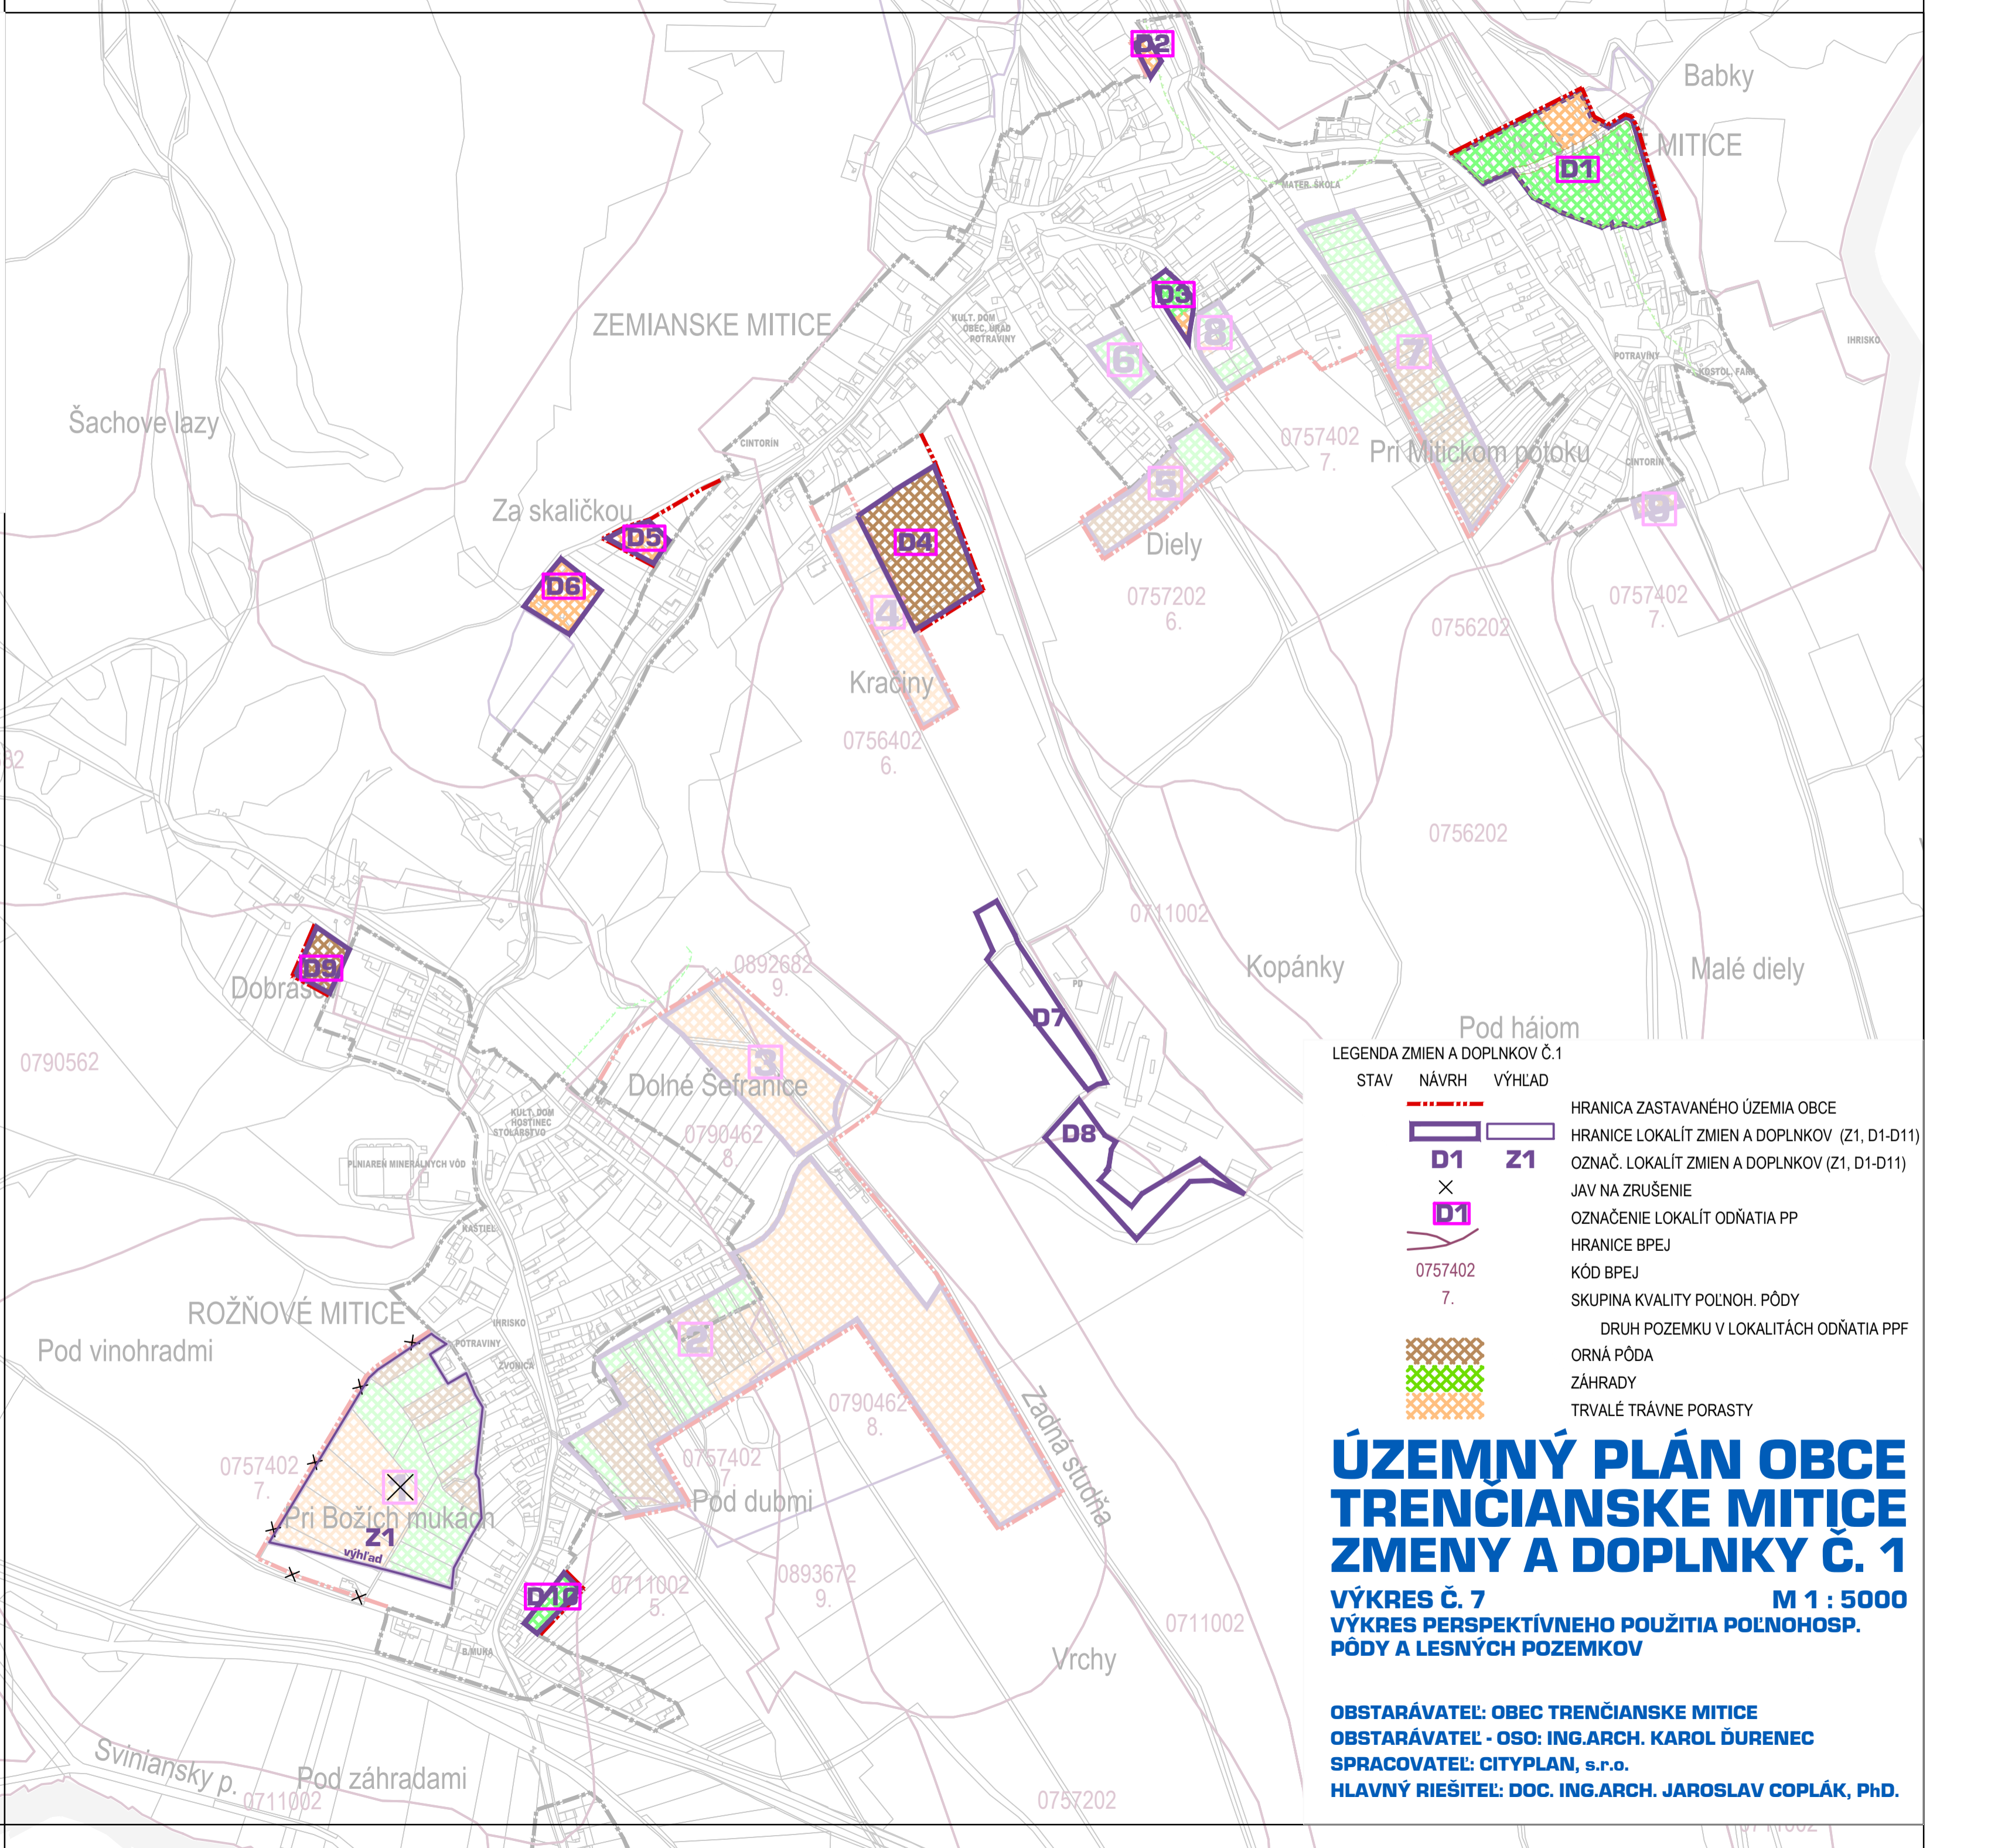 D2
Babky
MITICE
D1
MATER. ŠKOLA
D3
ZEMIANSKE MITICE
KULT. DOM
OBEC. URAD
POTRAVINY
8
6
7
IHRISKO
POTRAVINY
KOSTOL, FARA
Šachove lazy
CINTORÍN
0757402
7.
Pri Mitickom potoku
CINTORÍN
5
9
Za skaličkou
D5
D4
Diely
D6
4
0757202
6.
0757402
7.
0756202
Kračiny
0756402
6.
82
0756202
0711002
D9
Dobrašov
0892682
9.
Kopánky
Malé diely
PD
D7
Pod hájom
0790562
3
Dolné Šefranice
KULT. DOM
HOSTINEC
STOLÁRSTVO
0790462
8.
D8
PLNIAREŇ MINERÁLNYCH VÔD
KAŠTIEĽ
ROŽŇOVÉ MITICE
IHRISKO
POTRAVINY
ZVONICA
2
Pod vinohradmi
0790462
8.
Zadná studňa
0757402
7.
1
0757402
7.
Pod dubmi
Pri Božích mukách
Z1
výhľad
D10
0711002
5.
0893672
9.
0711002
B.MUKA
Vrchy
Sviniansky p.
Pod záhradami
0711002
0757202
0711002
LEGENDA ZMIEN A DOPLNKOV Č.1
STAV NÁVRH VÝHĽAD
HRANICA ZASTAVANÉHO ÚZEMIA OBCE
HRANICE LOKALÍT ZMIEN A DOPLNKOV (Z1, D1-D11)
D1 Z1 OZNAČ. LOKALÍT ZMIEN A DOPLNKOV (Z1, D1-D11)
JAV NA ZRUŠENIE
D1 OZNAČENIE LOKALÍT ODŇATIA PP
HRANICE BPEJ
0757402 KÓD BPEJ
7. SKUPINA KVALITY POĽNOH. PÔDY
DRUH POZEMKU V LOKALITÁCH ODŇATIA PPF
ORNÁ PÔDA
ZÁHRADY
TRVALÉ TRÁVNE PORASTY
ÚZEMNÝ PLÁN OBCE
TRENČIANSKE MITICE
ZMENY A DOPLNKY Č. 1
VÝKRES Č. 7 M 1 : 5000
VÝKRES PERSPEKTÍVNEHO POUŽITIA POĽNOHOSP.
PÔDY A LESNÝCH POZEMKOV
OBSTARÁVATEĽ: OBEC TRENČIANSKE MITICE
OBSTARÁVATEĽ - OSO: ING.ARCH. KAROL ĎURENEC
SPRACOVATEĽ: CITYPLAN, s.r.o.
HLAVNÝ RIEŠITEĽ: DOC. ING.ARCH. JAROSLAV COPLÁK, PhD.